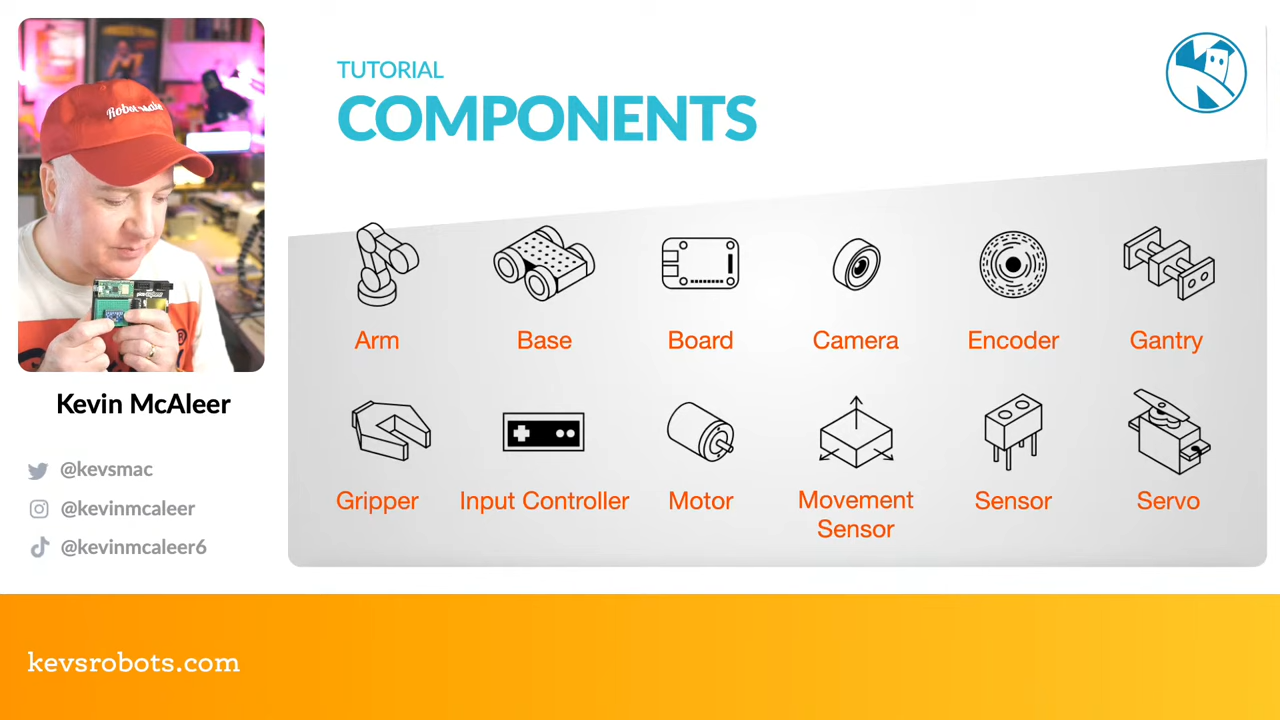 TUTORIAL
COMPONENTS
Arm
Base
Board
Camera
Encoder
Gantry
Gripper
Input Controller
Motor
Movement
Sensor
Sensor
Servo
Kevin McAleer
@kevsmac
@kevinmcaleer
@kevinmcaleer6
kevsrobots.com